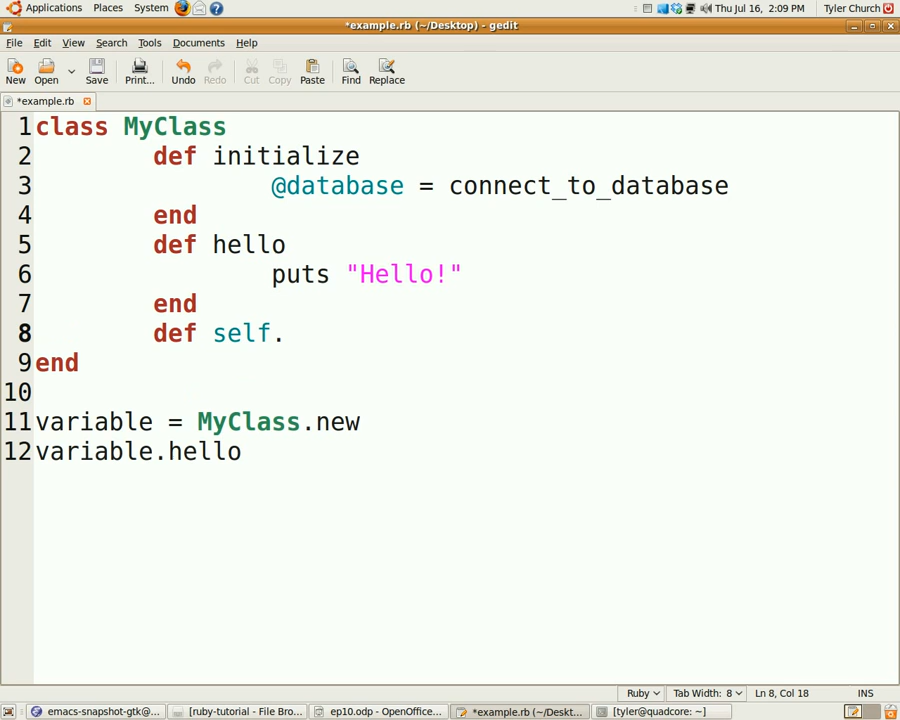 Applications Places System Thu Jul 16, 2:09 PM Tyler Church
*example.rb (~/Desktop) - gedit
File Edit View Search Tools Documents Help
New Open Save Print... Undo Redo Cut Copy Paste Find Replace
*example.rb
1 class MyClass
2 def initialize
3 @database = connect_to_database
4 end
5 def hello
6 puts "Hello!"
7 end
8 def self.
9 end
10
11 variable = MyClass.new
12 variable.hello
Ruby Tab Width: 8 Ln 8, Col 18 INS
emacs-snapshot-gtk@... [ruby-tutorial - File Bro... ep10.odp - OpenOffice... *example.rb (~/Deskt... [tyler@quadcore: ~]